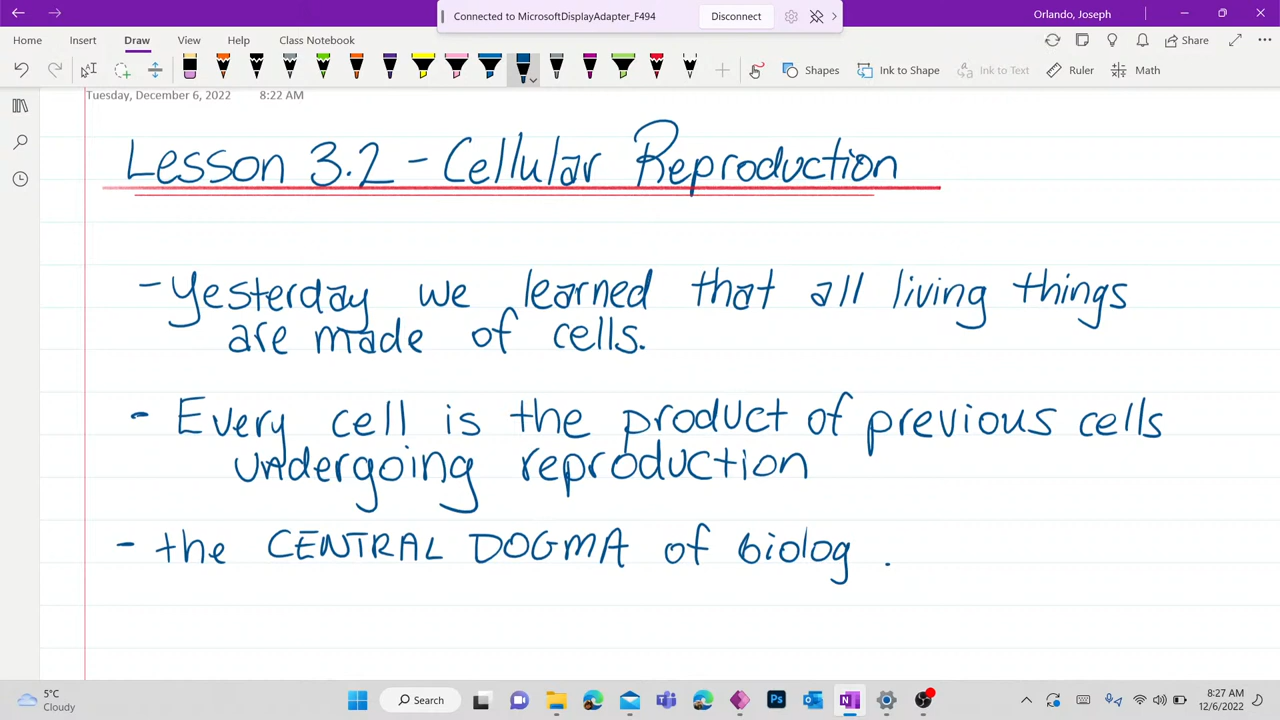 Connected to MicrosoftDisplayAdapter_F494 Disconnect
Orlando, Joseph
Home Insert Draw View Help Class Notebook Share
Shapes Ink to Shape Ink to Text Ruler Math
Tuesday, December 6, 2022 8:22 AM
Lesson 3.2 - Cellular Reproduction
- Yesterday we learned that all living things
are made of cells.
- Every cell is the product of previous cells
undergoing reproduction
- the CENTRAL DOGMA of biolog .
5°C
Cloudy
Search
8:27 AM
12/6/2022